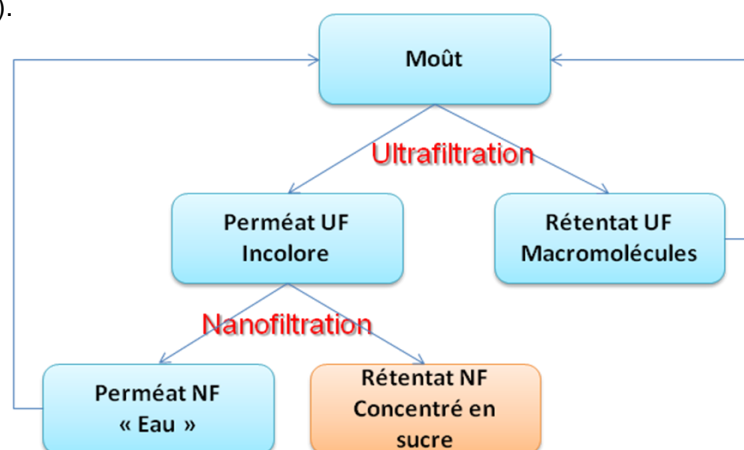 ).
Moût
Ultrafiltration
Perméat UF
Incolore
Rétentat UF
Macromolécules
Nanofiltration
Perméat NF
« Eau »
Rétentat NF
Concentré en
sucre